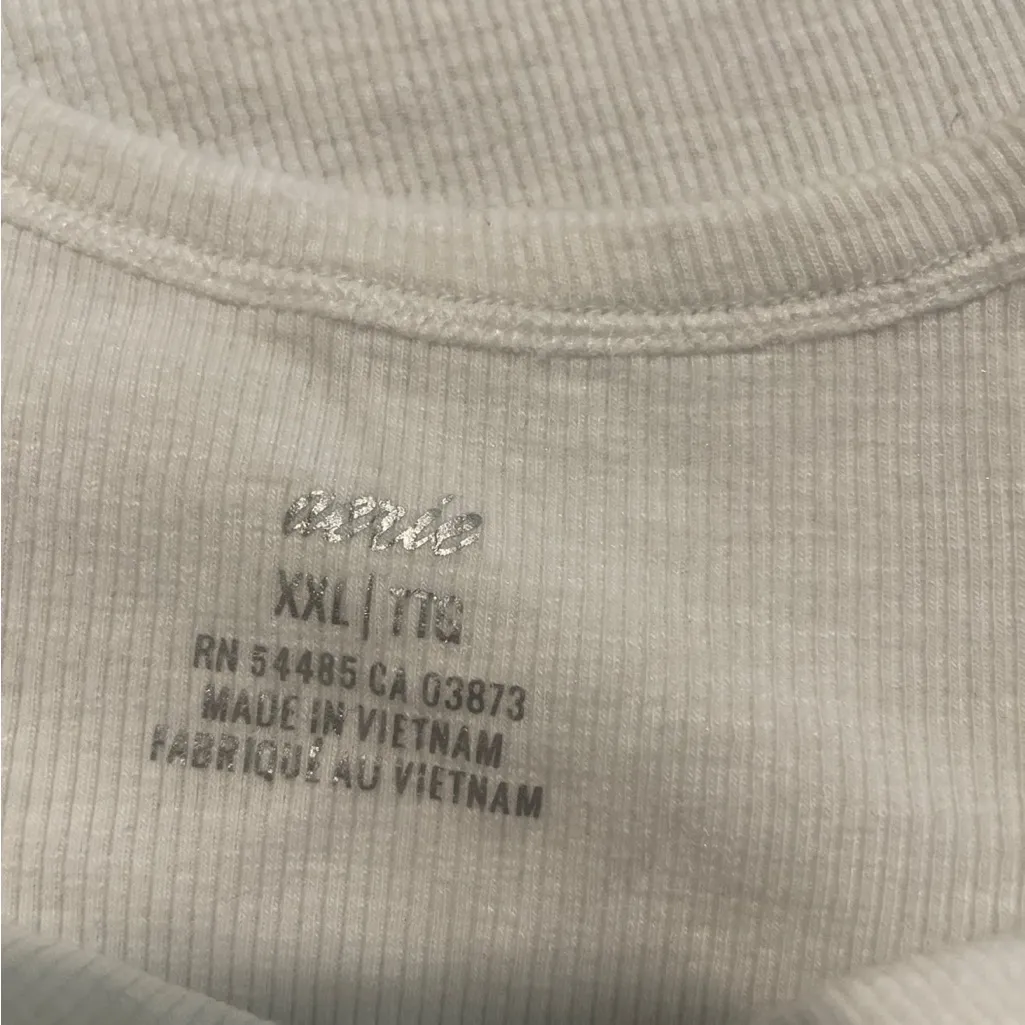 aerie
XXL | TTG
RN 54485 CA 03873
MADE IN VIETNAM
FABRIQUÉ AU VIETNAM